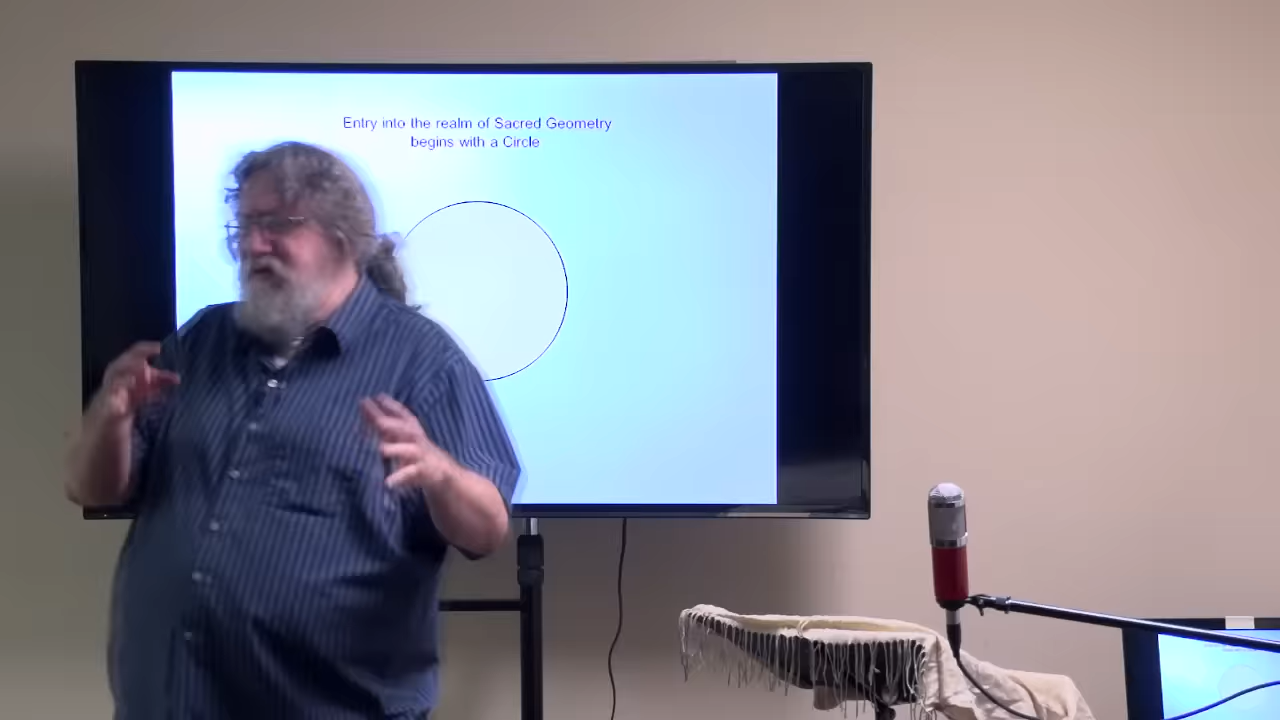 Entry into the realm of Sacred Geometry
begins with a Circle